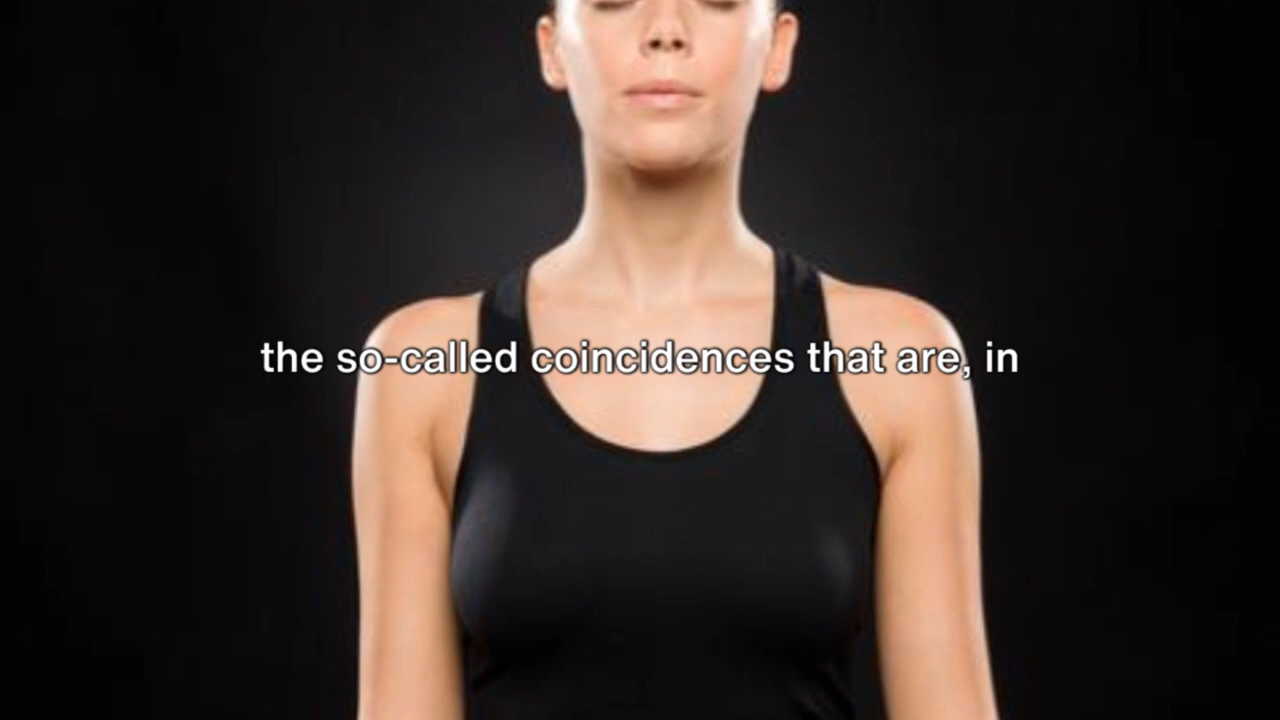 the so-called coincidences that are, in